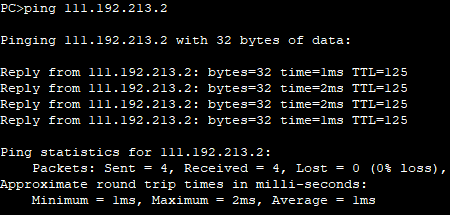 PC>ping 111.192.213.2
Pinging 111.192.213.2 with 32 bytes of data:
Reply from 111.192.213.2: bytes=32 time=1ms TTL=125
Reply from 111.192.213.2: bytes=32 time=2ms TTL=125
Reply from 111.192.213.2: bytes=32 time=2ms TTL=125
Reply from 111.192.213.2: bytes=32 time=1ms TTL=125
Ping statistics for 111.192.213.2:
Packets: Sent = 4, Received = 4, Lost = 0 (0% loss),
Approximate round trip times in milli-seconds:
Minimum = 1ms, Maximum = 2ms, Average = 1ms